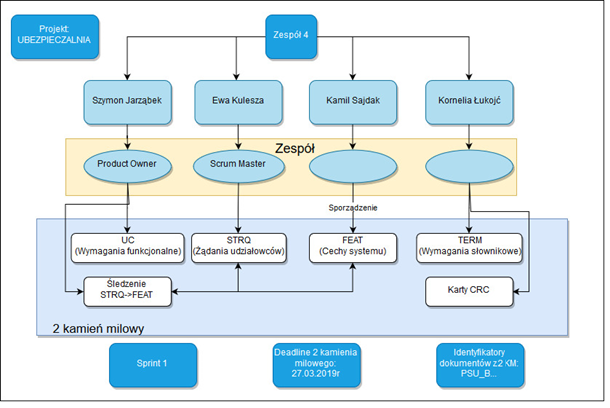 Projekt:
UBEZPIECZALNIA
Zespół 4
Szymon Jarząbek
Ewa Kulesza
Kamil Sajdak
Kornelia Łukojć
Zespół
Product Owner
Scrum Master
Sporządzenie
UC
(Wymagania funkcjonalne)
STRQ
(Żądania udziałowców)
FEAT
(Cechy systemu)
TERM
(Wymagania słownikowe)
Śledzenie
STRQ->FEAT
Karty CRC
2 kamień milowy
Sprint 1
Deadline 2 kamienia
milowego:
27.03.2019r
Identyfikatory
dokumentów z 2 KM:
PSU_B...